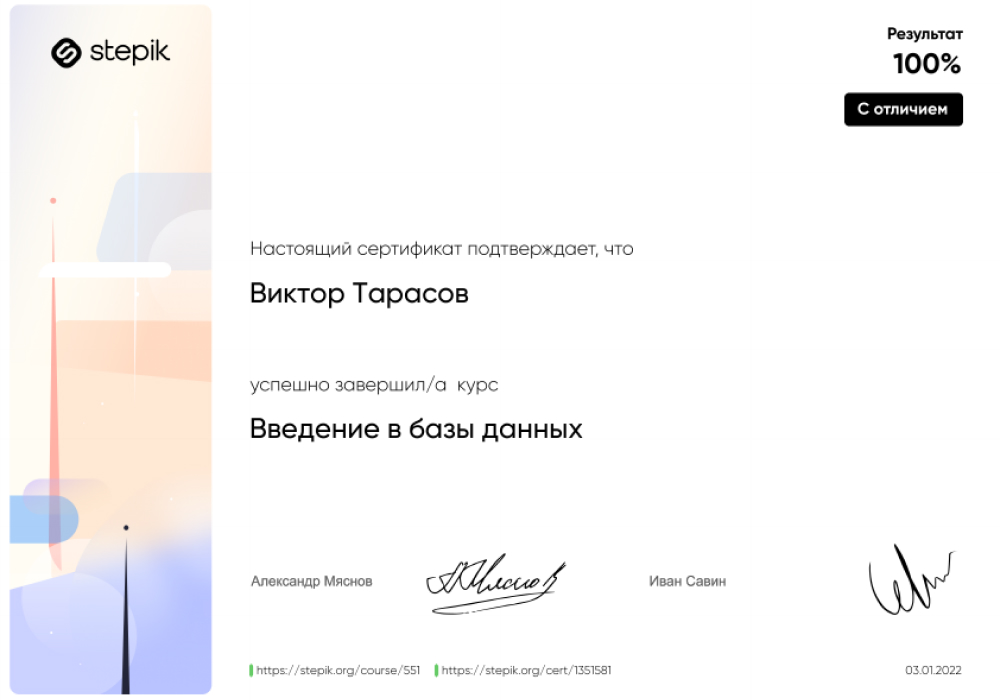 stepik
Результат
100%
С отличием
Настоящий сертификат подтверждает, что
Виктор Тарасов
успешно завершил/а курс
Введение в базы данных
Александр Мяснов
Иван Савин
https://stepik.org/course/551
https://stepik.org/cert/1351581
03.01.2022